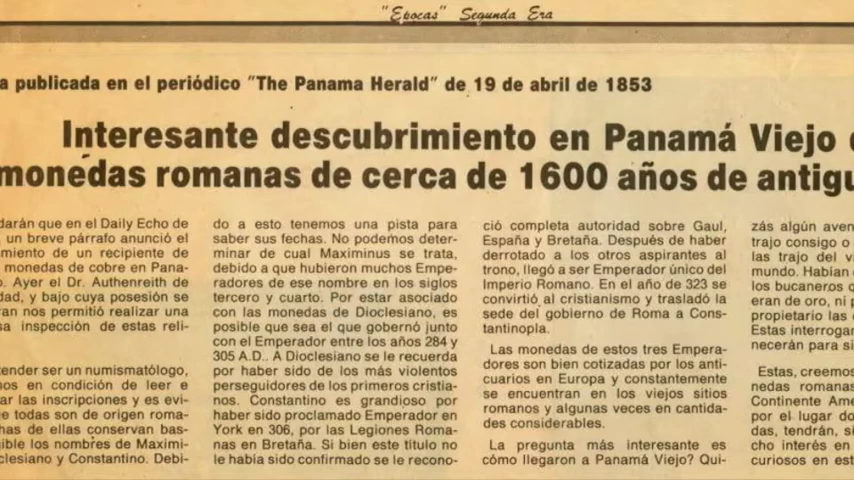 "Epocas" Segunda Era
a publicada en el periódico "The Panama Herald" de 19 de abril de 1853
Interesante descubrimiento en Panamá Viejo d
monedas romanas de cerca de 1600 años de antigu
darán que en el Daily Echo de
un breve párrafo anunció el
miento de un recipiente de
monedas de cobre en Pana-
o. Ayer el Dr. Authenreith de
dad, y bajo cuya posesión se
ran nos permitió realizar una
sa inspección de estas reli-
tender ser un numismatólogo,
mos en condición de leer e
ar las inscripciones y es evi-
e todas son de origen roma-
has de ellas conservan bas-
gible los nombres de Maximi-
clesiano y Constantino. Debi-
do a esto tenemos una pista para
saber sus fechas. No podemos deter-
minar de cual Maximinus se trata,
debido a que hubieron muchos Empe-
radores de ese nombre en los siglos
tercero y cuarto. Por estar asociado
con las monedas de Dioclesiano, es
posible que sea el que gobernó junto
con el Emperador entre los años 284 y
305 A.D.. A Dioclesiano se le recuerda
por haber sido de los más violentos
perseguidores de los primeros cristia-
nos. Constantino es grandioso por
haber sido proclamado Emperador en
York en 306, por las Legiones Roma-
nas en Bretaña. Si bien este título no
le había sido confirmado se le recono-
ció completa autoridad sobre Gaul,
España y Bretaña. Después de haber
derrotado a los otros aspirantes al
trono, llegó a ser Emperador único del
Imperio Romano. En el año de 323 se
convirtió al cristianismo y trasladó la
sede del gobierno de Roma a Cons-
tantinopla.
Las monedas de estos tres Empera-
dores son bien cotizadas por los anti-
cuarios en Europa y constantemente
se encuentran en los viejos sitios
romanos y algunas veces en cantida-
des considerables.
La pregunta más interesante es
cómo llegaron a Panamá Viejo? Qui-
zás algún aven
trajo consigo o
las trajo del vi
mundo. Habían d
los bucaneros q
eran de oro, ni p
propietario las
Estas interrogar
necerán para si
Estas, creemos
nedas romanas
Continente Ame
por el lugar do
das, tendrán, si
cho interés en
curiosos en est